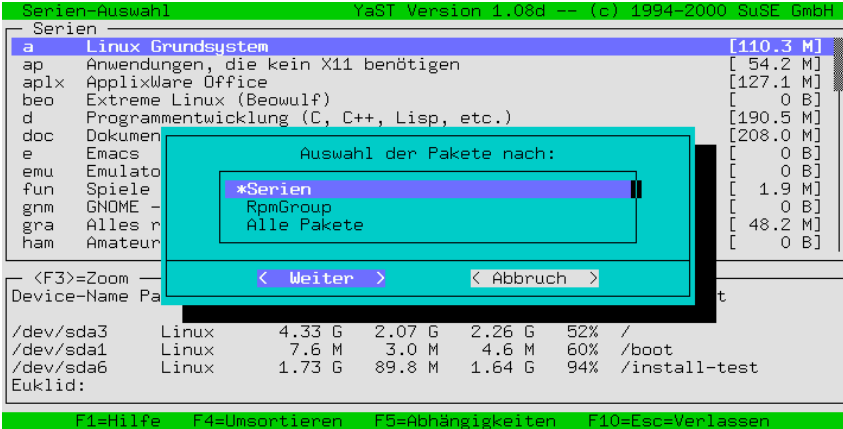 Serien-Auswahl YaST Version 1.08d -- (c) 1994-2000 SuSE GmbH
Serien
a Linux Grundsystem [110.3 M]
ap Anwendungen, die kein X11 benötigen [ 54.2 M]
aplx ApplixWare Office [127.1 M]
beo Extreme Linux (Beowulf) [ 0 B]
d Programmentwicklung (C, C++, Lisp, etc.) [190.5 M]
doc Dokumen [208.0 M]
e Emacs [ 0 B]
emu Emulato [ 0 B]
fun Spiele [ 1.9 M]
gnm GNOME - [ 0 B]
gra Alles r [ 48.2 M]
ham Amateur [ 0 B]
Auswahl der Pakete nach:
*Serien
RpmGroup
Alle Pakete
< Weiter > < Abbruch >
<F3>=Zoom
Device-Name Pa t
/dev/sda3 Linux 4.33 G 2.07 G 2.26 G 52% /
/dev/sda1 Linux 7.6 M 3.0 M 4.6 M 60% /boot
/dev/sda6 Linux 1.73 G 89.8 M 1.64 G 94% /install-test
Euklid:
F1=Hilfe F4=Umsortieren F5=Abhängigkeiten F10=Esc=Verlassen